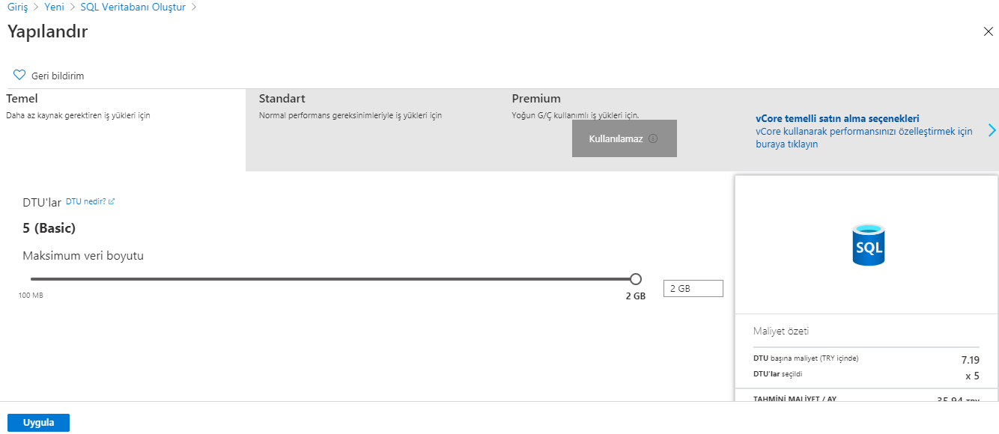 Giriş > Yeni > SQL Veritabanı Oluştur >
Yapılandır
Geri bildirim
Temel
Daha az kaynak gerektiren iş yükleri için
Standart
Normal performans gereksinimleriyle iş yükleri için
Premium
Yoğun G/Ç kullanımlı iş yükleri için.
Kullanılamaz
vCore temelli satın alma seçenekleri
vCore kullanarak performansınızı özelleştirmek için
buraya tıklayın
DTU'lar DTU nedir?
5 (Basic)
Maksimum veri boyutu
100 MB
2 GB
2 GB
SQL
Maliyet özeti
DTU başına maliyet (TRY içinde) 7.19
DTU'lar seçildi x 5
TAHMİNİ MALİYET / AY 35.94 TRY
Uygula